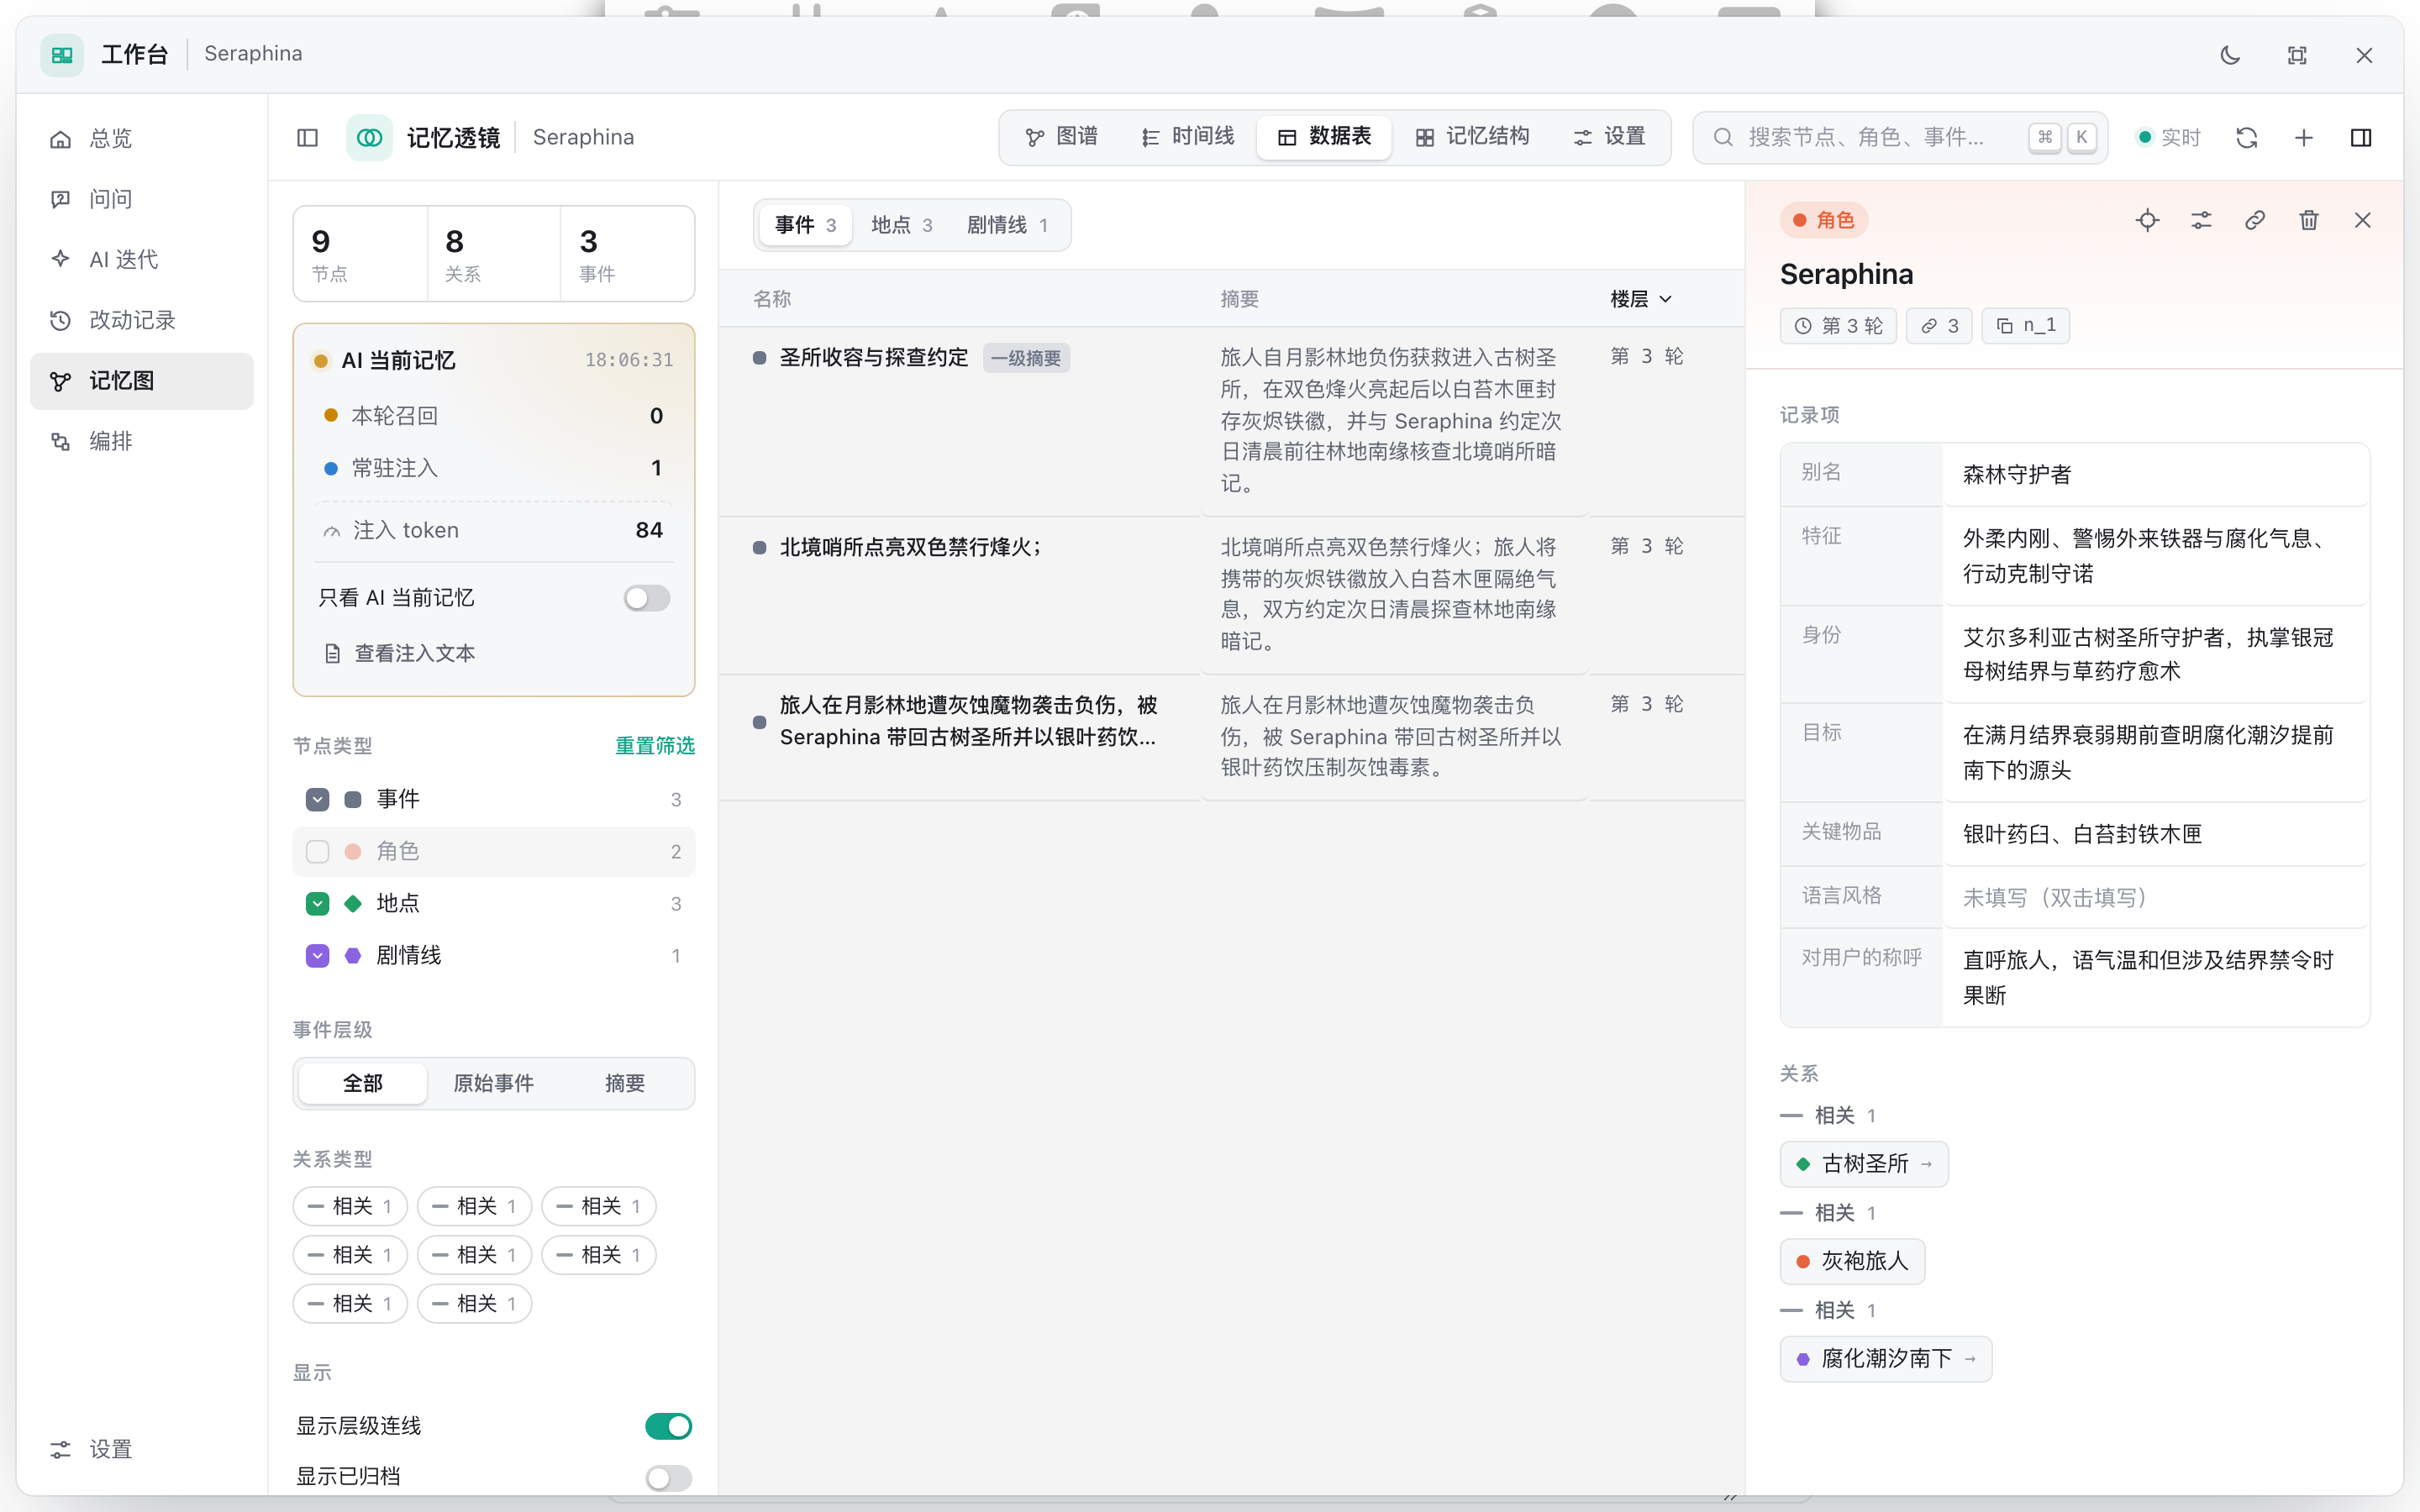 工作台
Seraphina
总览
问问
AI 迭代
改动记录
记忆图
编排
设置
记忆透镜
Seraphina
图谱
时间线
数据表
记忆结构
设置
搜索节点、角色、事件...
⌘ K
实时
9
节点
8
关系
3
事件
AI 当前记忆 18:06:31
本轮召回 0
常驻注入 1
注入 token 84
只看 AI 当前记忆
查看注入文本
节点类型 重置筛选
事件 3
角色 2
地点 3
剧情线 1
事件层级
全部 原始事件 摘要
关系类型
相关 1 相关 1 相关 1
相关 1 相关 1 相关 1
相关 1 相关 1
显示
显示层级连线
显示已归档
事件 3 地点 3 剧情线 1
名称 摘要 楼层
圣所收容与探查约定 一级摘要
旅人自月影林地负伤获救进入古树圣
所，在双色烽火亮起后以白苔木匣封
存灰烬铁徽，并与 Seraphina 约定次
日清晨前往林地南缘核查北境哨所暗
记。
第 3 轮
北境哨所点亮双色禁行烽火；
北境哨所点亮双色禁行烽火；旅人将
携带的灰烬铁徽放入白苔木匣隔绝气
息，双方约定次日清晨探查林地南缘
暗记。
第 3 轮
旅人在月影林地遭灰蚀魔物袭击负伤，被
Seraphina 带回古树圣所并以银叶药饮...
旅人在月影林地遭灰蚀魔物袭击负
伤，被 Seraphina 带回古树圣所并以
银叶药饮压制灰蚀毒素。
第 3 轮
角色
Seraphina
第 3 轮 3 n_1
记录项
别名 森林守护者
特征 外柔内刚、警惕外来铁器与腐化气息、
行动克制守诺
身份 艾尔多利亚古树圣所守护者，执掌银冠
母树结界与草药疗愈术
目标 在满月结界衰弱期前查明腐化潮汐提前
南下的源头
关键物品 银叶药臼、白苔封铁木匣
语言风格 未填写（双击填写）
对用户的称呼 直呼旅人，语气温和但涉及结界禁令时
果断
关系
相关 1
古树圣所 →
相关 1
灰袍旅人
相关 1
腐化潮汐南下 →